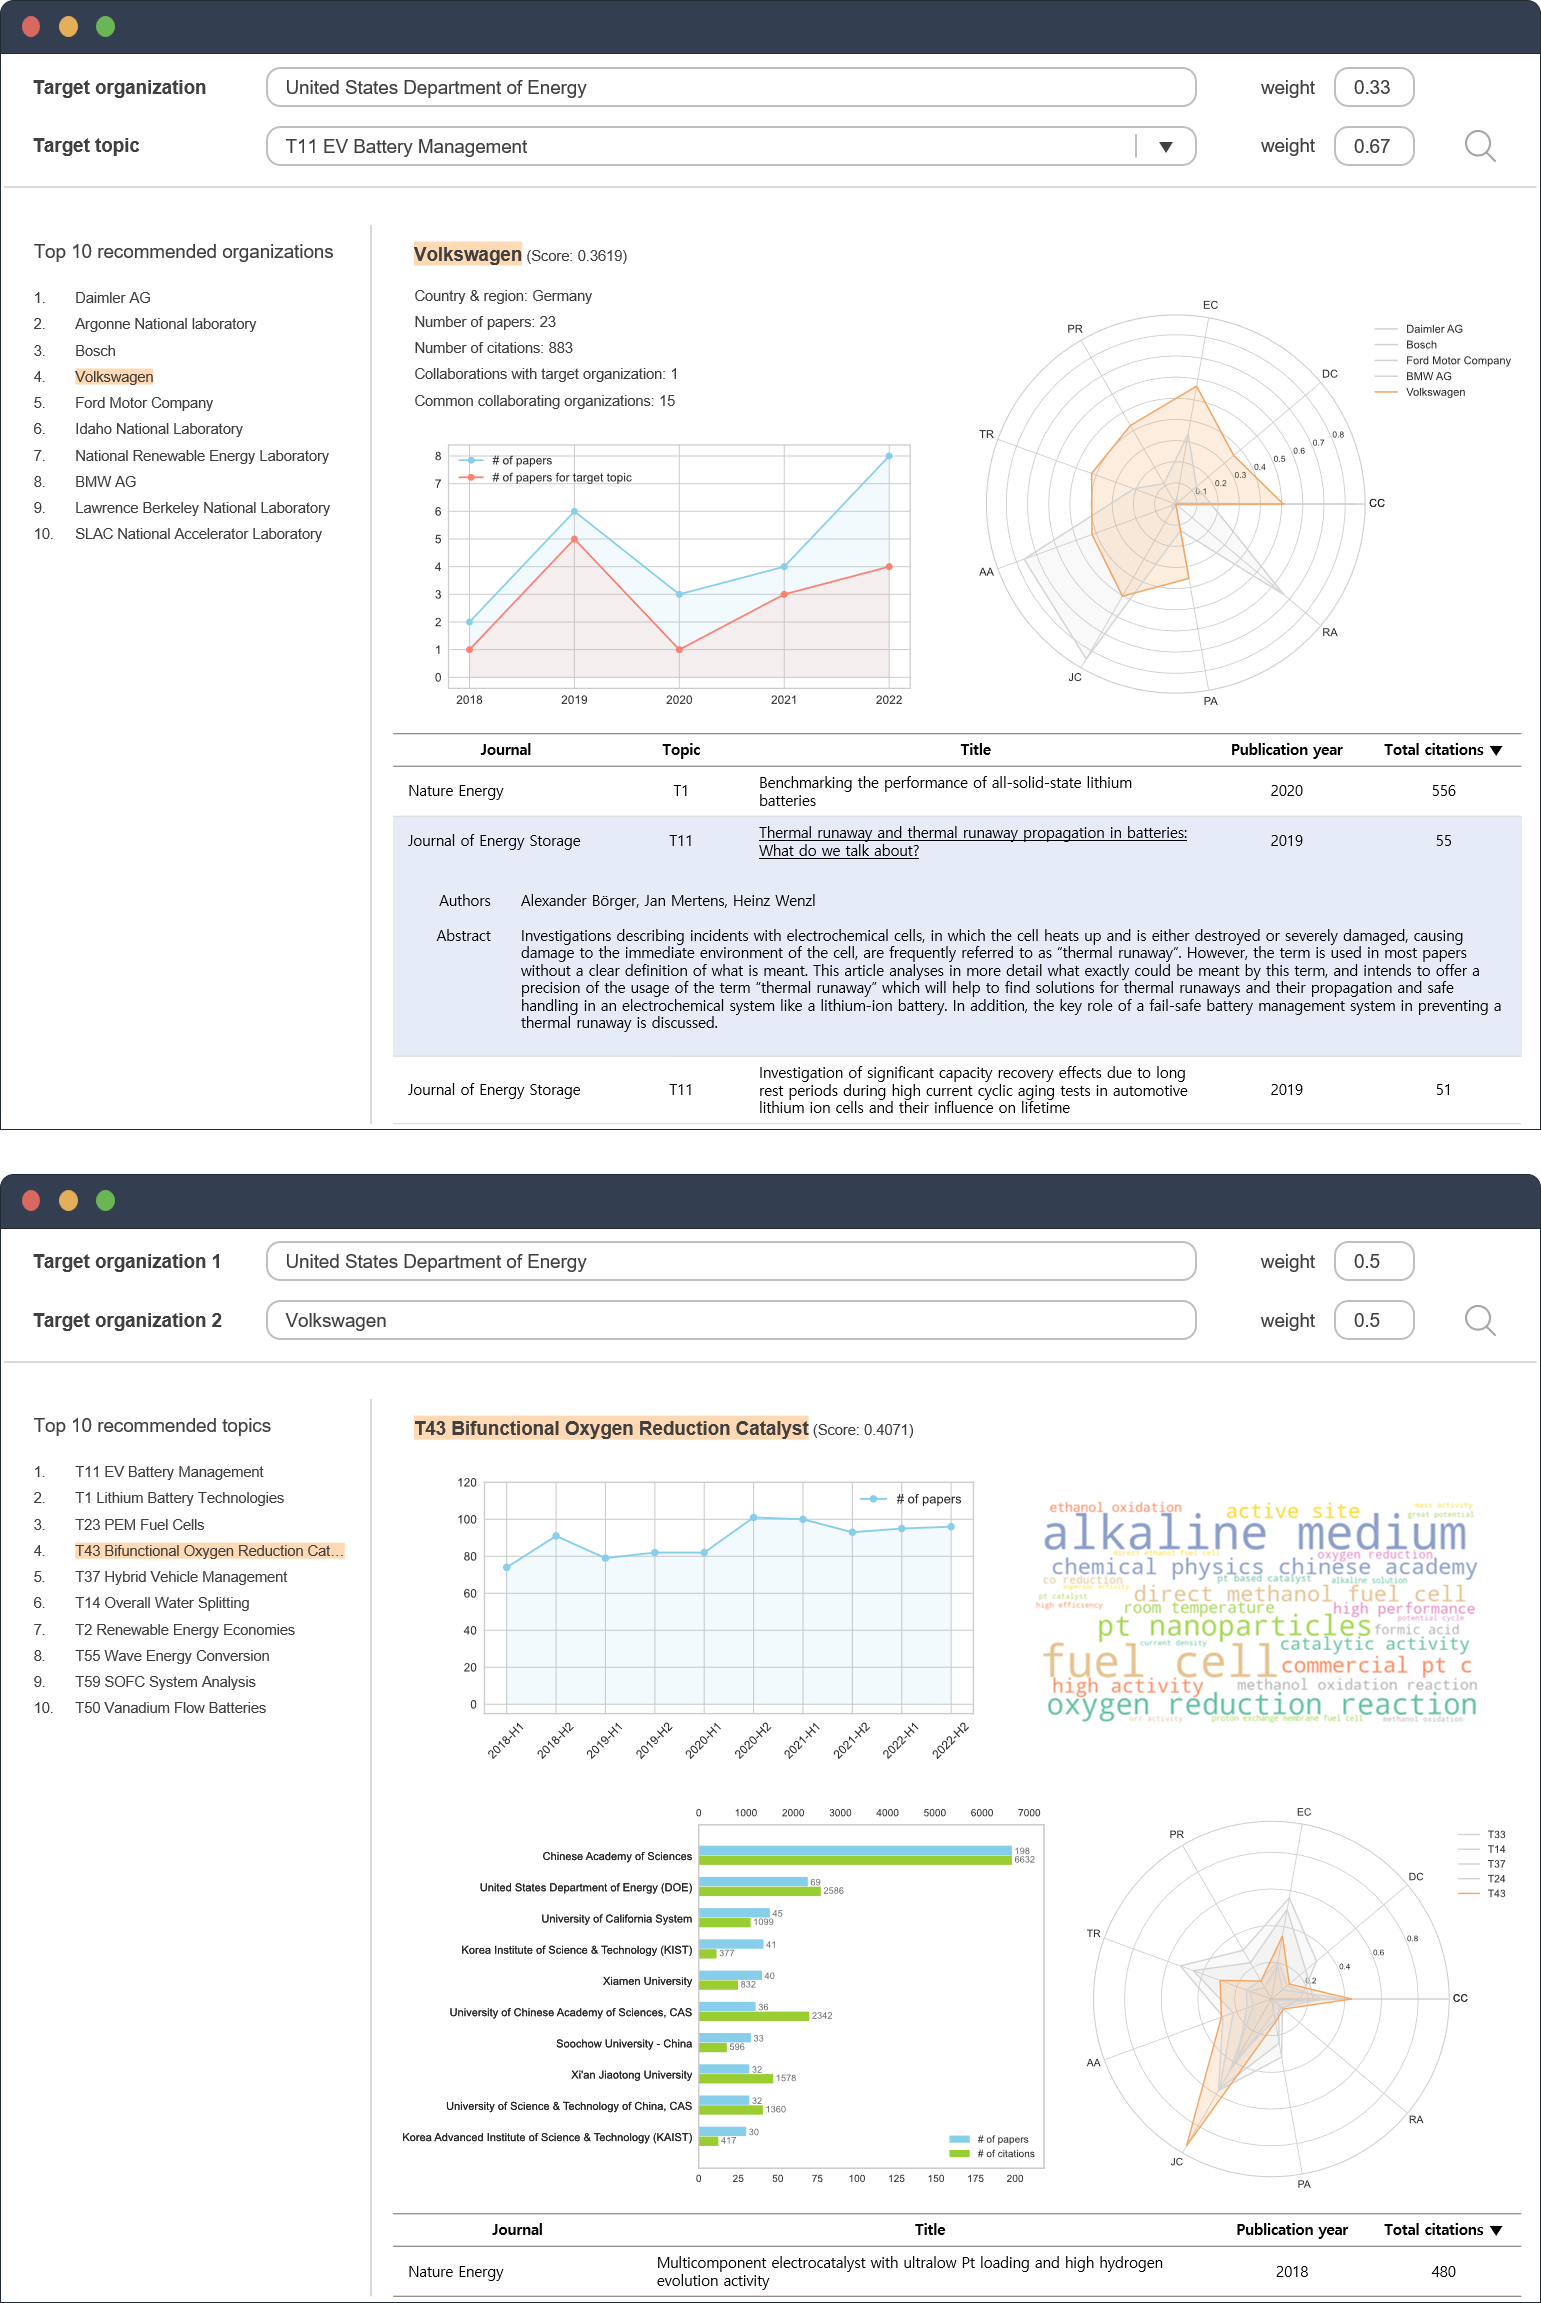 Target organization
United States Department of Energy
weight
0.33
Target topic
T11 EV Battery Management
weight
0.67
Top 10 recommended organizations
1. Daimler AG
2. Argonne National laboratory
3. Bosch
4. Volkswagen
5. Ford Motor Company
6. Idaho National Laboratory
7. National Renewable Energy Laboratory
8. BMW AG
9. Lawrence Berkeley National Laboratory
10. SLAC National Accelerator Laboratory
Volkswagen (Score: 0.3619)
Country & region: Germany
Number of papers: 23
Number of citations: 883
Collaborations with target organization: 1
Common collaborating organizations: 15
# of papers
# of papers for target topic
8
7
6
5
4
3
2
1
0
2018 2019 2020 2021 2022
EC
PR
DC
TR
CC
AA
RA
JC
PA
0.1 0.2 0.3 0.4 0.5 0.6 0.7 0.8
Daimler AG
Bosch
Ford Motor Company
BMW AG
Volkswagen
Journal Topic Title Publication year Total citations ▼
Nature Energy T1 Benchmarking the performance of all-solid-state lithium
batteries 2020 556
Journal of Energy Storage T11 Thermal runaway and thermal runaway propagation in batteries:
What do we talk about? 2019 55
Authors Alexander Börger, Jan Mertens, Heinz Wenzl
Abstract Investigations describing incidents with electrochemical cells, in which the cell heats up and is either destroyed or severely damaged, causing
damage to the immediate environment of the cell, are frequently referred to as “thermal runaway”. However, the term is used in most papers
without a clear definition of what is meant. This article analyses in more detail what exactly could be meant by this term, and intends to offer a
precision of the usage of the term “thermal runaway” which will help to find solutions for thermal runaways and their propagation and safe
handling in an electrochemical system like a lithium-ion battery. In addition, the key role of a fail-safe battery management system in preventing a
thermal runaway is discussed.
Journal of Energy Storage T11 Investigation of significant capacity recovery effects due to long
rest periods during high current cyclic aging tests in automotive
lithium ion cells and their influence on lifetime 2019 51
Target organization 1
United States Department of Energy
weight
0.5
Target organization 2
Volkswagen
weight
0.5
Top 10 recommended topics
1. T11 EV Battery Management
2. T1 Lithium Battery Technologies
3. T23 PEM Fuel Cells
4. T43 Bifunctional Oxygen Reduction Cat...
5. T37 Hybrid Vehicle Management
6. T14 Overall Water Splitting
7. T2 Renewable Energy Economies
8. T55 Wave Energy Conversion
9. T59 SOFC System Analysis
10. T50 Vanadium Flow Batteries
T43 Bifunctional Oxygen Reduction Catalyst (Score: 0.4071)
# of papers
120
100
80
60
40
20
0
2018-H1 2018-H2 2019-H1 2019-H2 2020-H1 2020-H2 2021-H1 2021-H2 2022-H1 2022-H2
ethanol oxidation
active site
mass activity
great potential
alkaline medium
direct ethanol fuel cell
oxygen reduction
chemical physics chinese academy
co reduction
pt based catalyst
alkaline solution
superior activity
pt catalyst
direct methanol fuel cell
high efficiency
room temperature
high performance
potential cycle
pt nanoparticles
formic acid
current density
catalytic activity
fuel cell
commercial pt c
high activity
methanol oxidation reaction
oxygen reduction reaction
orr activity
proton exchange membrane fuel cell
methanol oxidation
0 1000 2000 3000 4000 5000 6000 7000
Chinese Academy of Sciences 198
6632
United States Department of Energy (DOE) 69
2586
University of California System 45
1099
Korea Institute of Science & Technology (KIST) 41
377
Xiamen University 40
832
University of Chinese Academy of Sciences, CAS 36
2342
Soochow University - China 33
596
Xi'an Jiaotong University 32
1578
University of Science & Technology of China, CAS 32
1360
Korea Advanced Institute of Science & Technology (KAIST) 30
417
# of papers
# of citations
0 25 50 75 100 125 150 175 200
EC
PR
DC
TR
CC
AA
RA
JC
PA
0.2 0.4 0.6 0.8
T33
T14
T37
T24
T43
Journal Title Publication year Total citations ▼
Nature Energy Multicomponent electrocatalyst with ultralow Pt loading and high hydrogen
evolution activity 2018 480